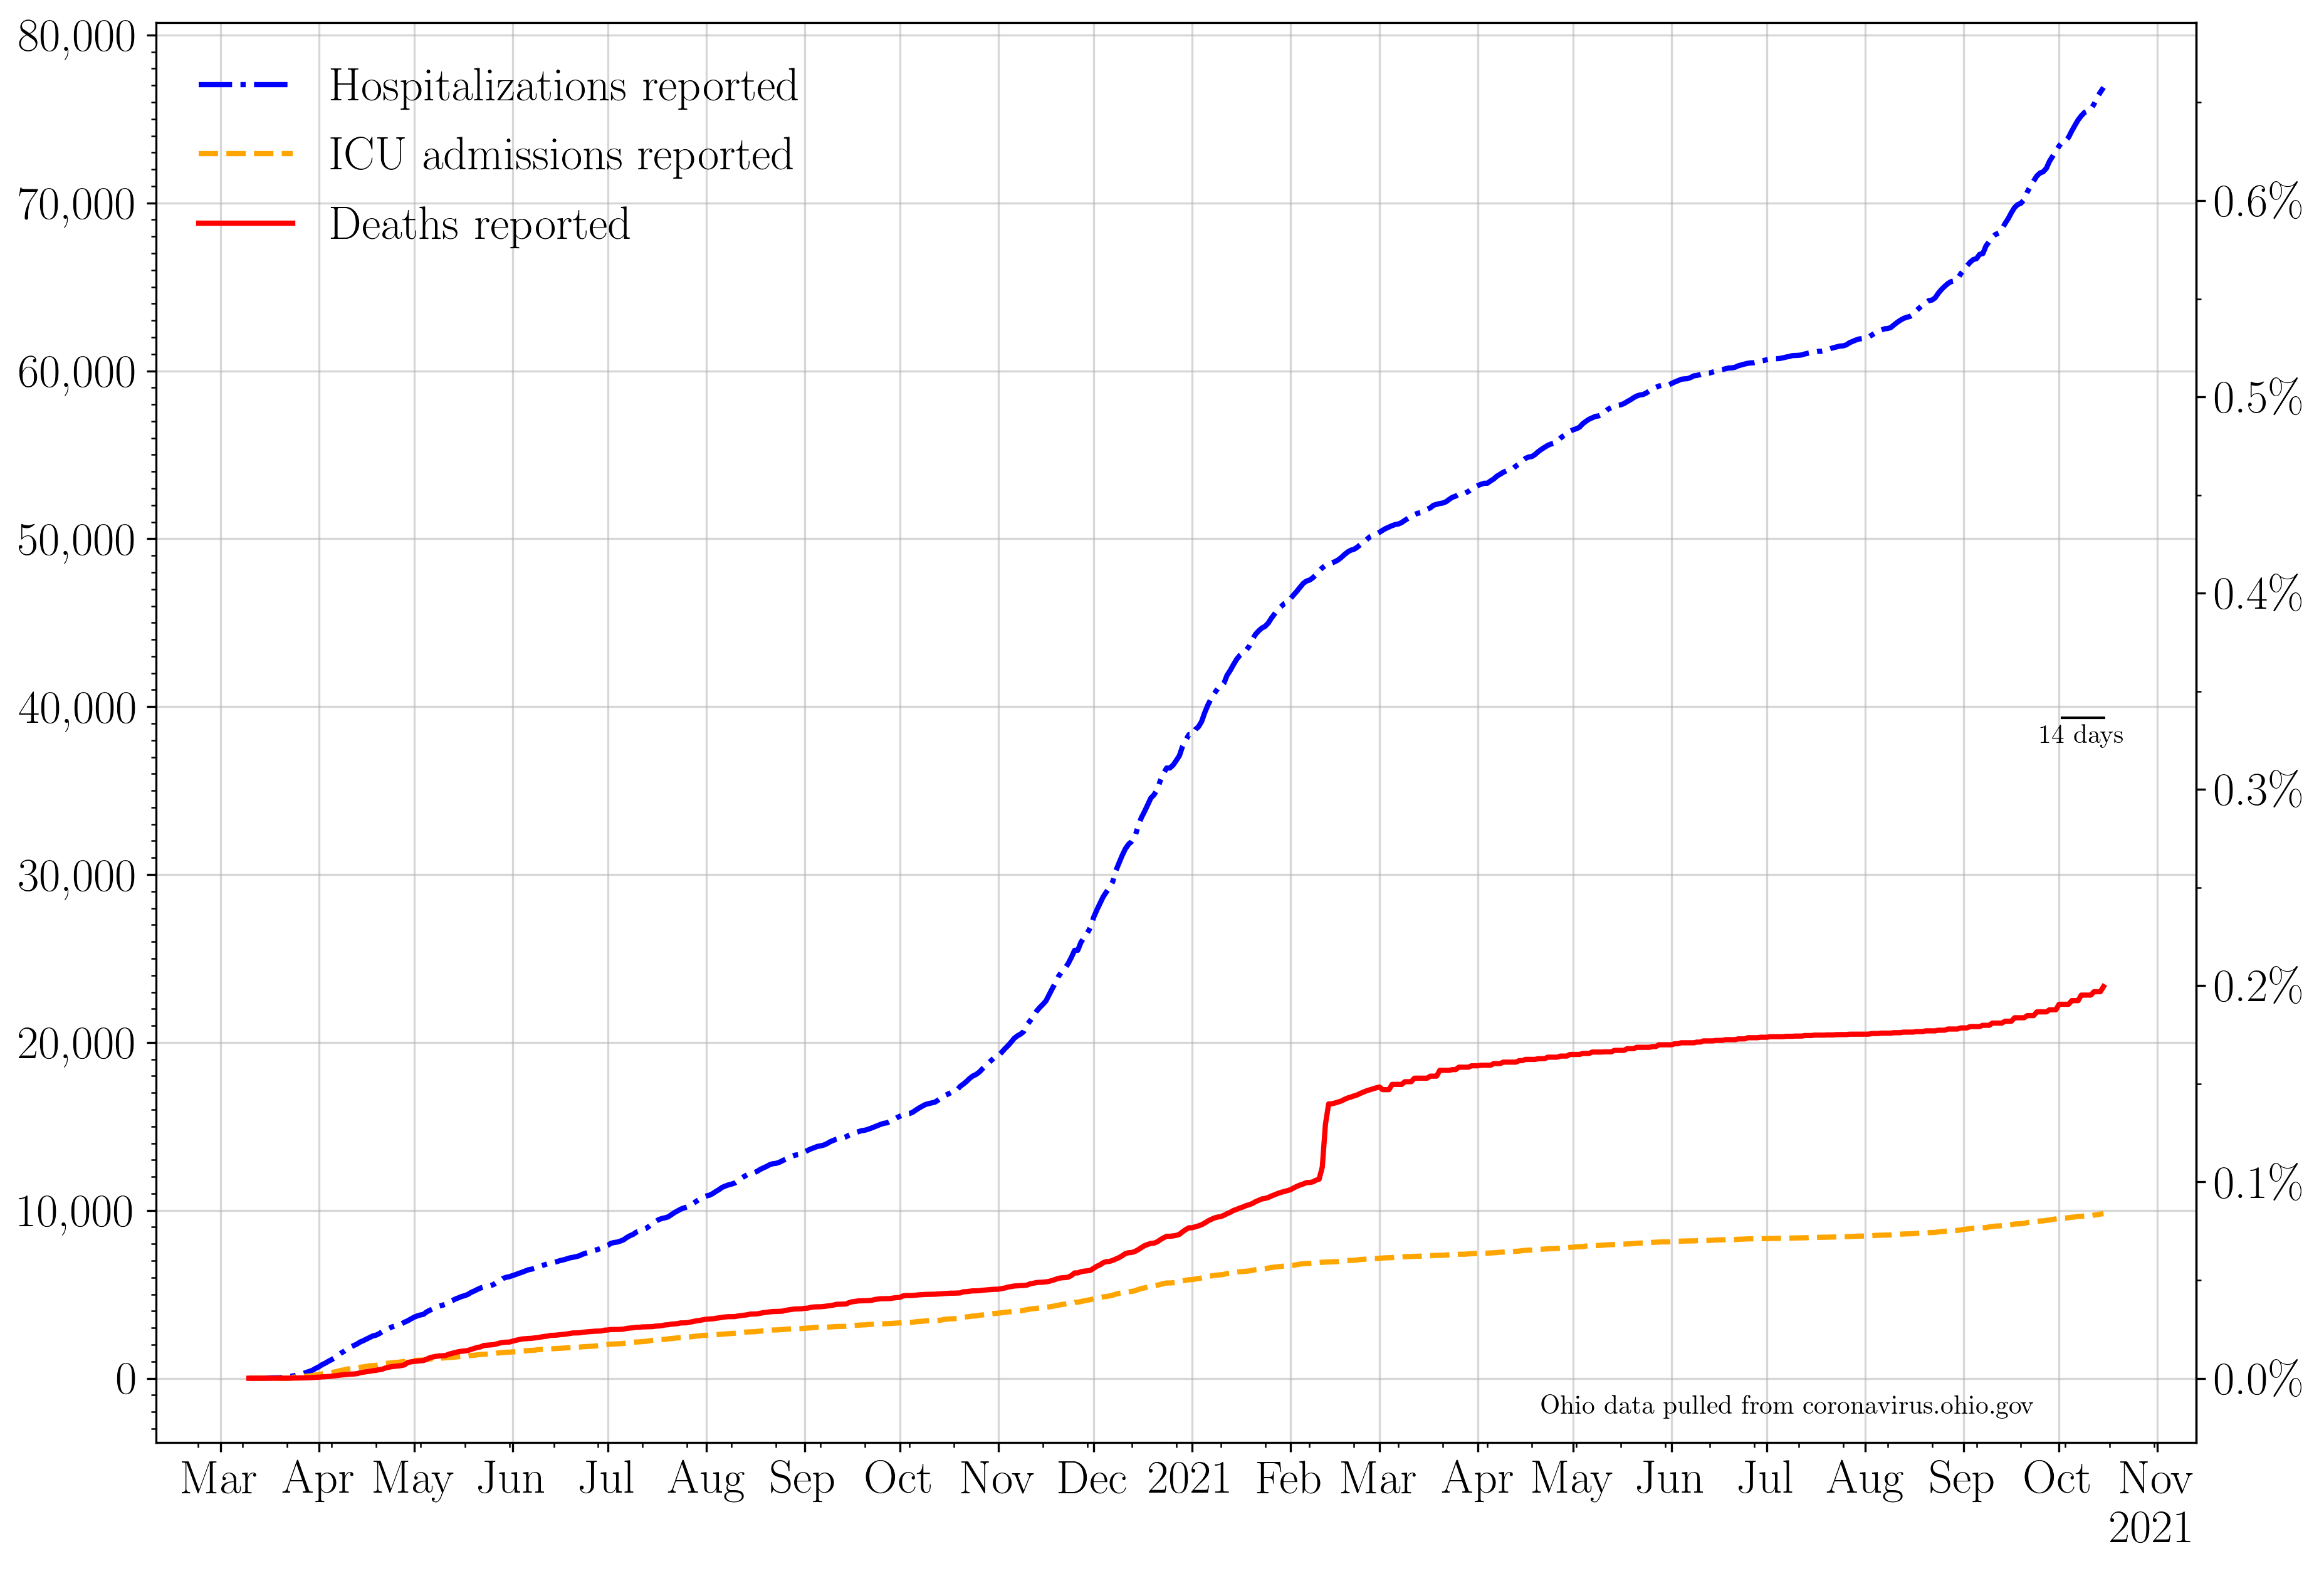 80,000
70,000
60,000
50,000
40,000
30,000
20,000
10,000
0
Hospitalizations reported
ICU admissions reported
Deaths reported
0.6%
0.5%
0.4%
0.3%
0.2%
0.1%
0.0%
14 days
Ohio data pulled from coronavirus.ohio.gov
Mar Apr May Jun Jul Aug Sep Oct Nov Dec 2021 Feb Mar Apr May Jun Jul Aug Sep Oct Nov
2021